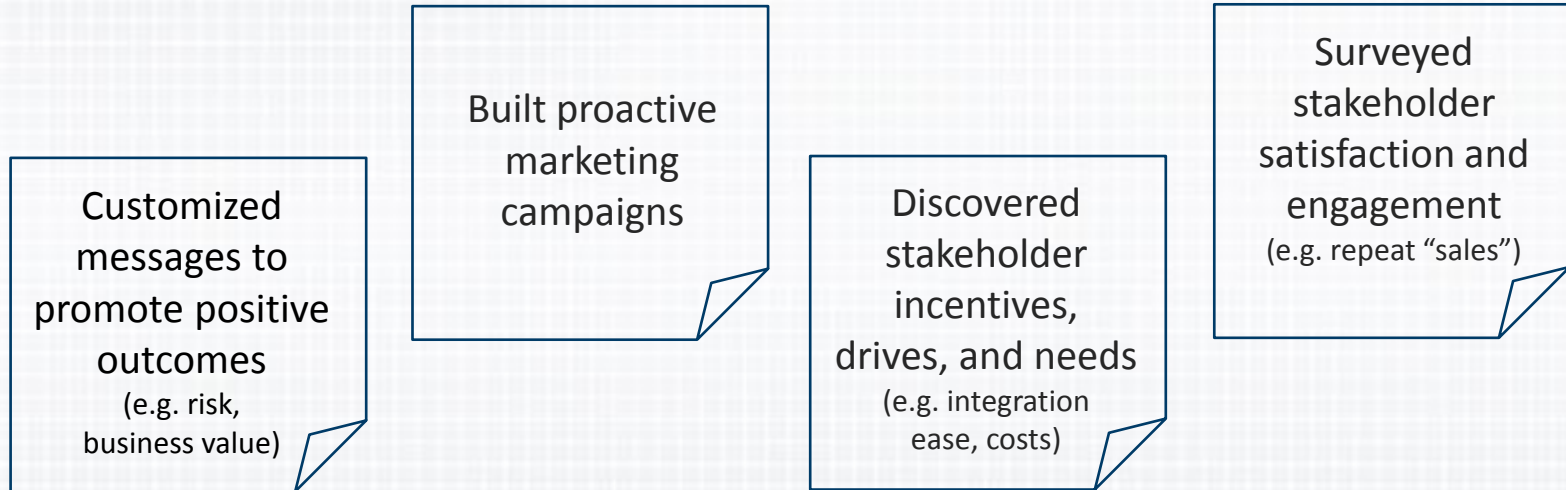 Customized
messages to
promote positive
outcomes
(e.g. risk,
business value)
Built proactive
marketing
campaigns
Discovered
stakeholder
incentives,
drives, and needs
(e.g. integration
ease, costs)
Surveyed
stakeholder
satisfaction and
engagement
(e.g. repeat “sales”)